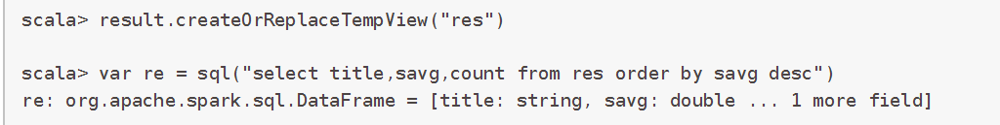 scala> result.createOrReplaceTempView("res")
scala> var re = sql("select title,savg,count from res order by savg desc")
re: org.apache.spark.sql.DataFrame = [title: string, savg: double ... 1 more field]